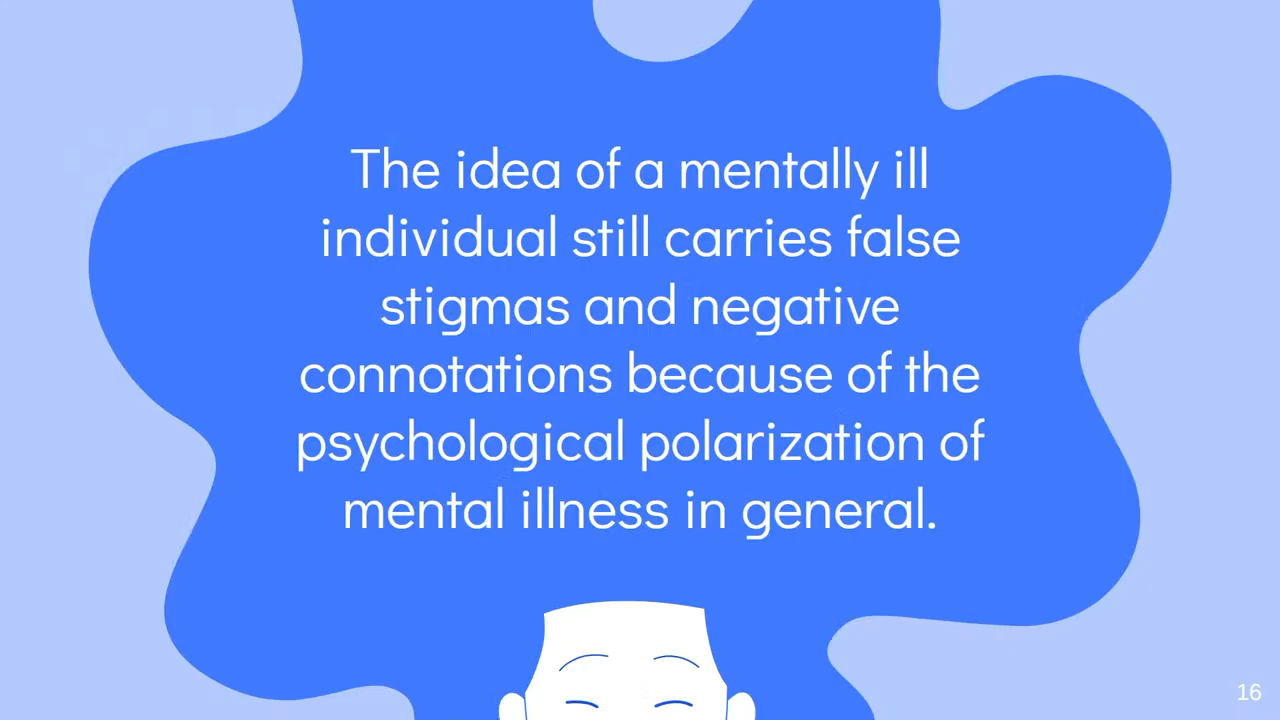 The idea of a mentally ill
individual still carries false
stigmas and negative
connotations because of the
psychological polarization of
mental illness in general.
16